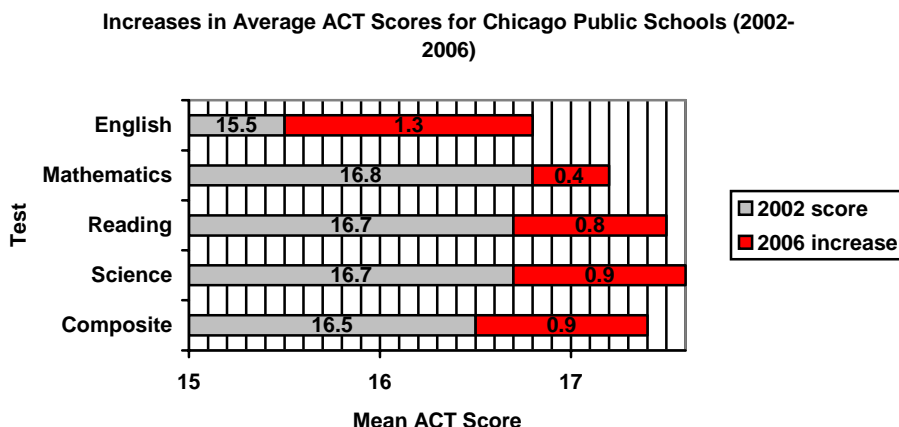 Increases in Average ACT Scores for Chicago Public Schools (2002-
2006)
English 15.5 1.3
Mathematics 16.8 0.4
Reading 16.7 0.8
Science 16.7 0.9
Composite 16.5 0.9
Test
15 16 17
Mean ACT Score
2002 score
2006 increase